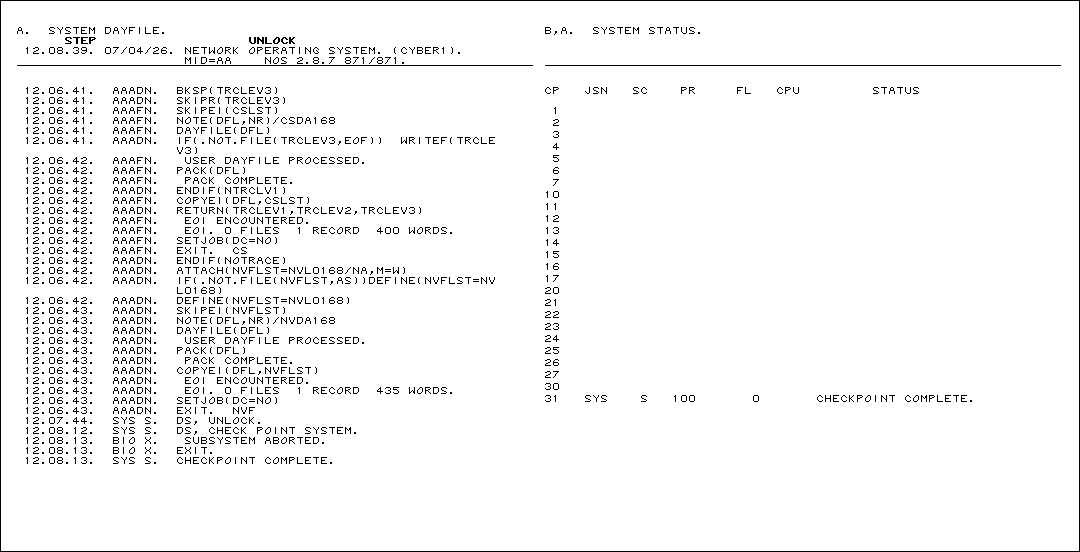 A.  SYSTEM DAYFILE.
STEP                   UNLOCK
12.08.39. 07/04/26. NETWORK OPERATING SYSTEM. (CYBER1).
MID=AA    NOS 2.8.7 871/871.
12.06.41.  AAADN.  BKSP(TRCLEV3)
12.06.41.  AAADN.  SKIPR(TRCLEV3)
12.06.41.  AAAFN.  SKIPEI(CSLST)
12.06.41.  AAAFN.  NOTE(DFL,NR)/CSDA168
12.06.41.  AAAFN.  DAYFILE(DFL)
12.06.41.  AAADN.  IF(.NOT.FILE(TRCLEV3,EOF))  WRITEF(TRCLE
V3)
12.06.42.  AAAFN.   USER DAYFILE PROCESSED.
12.06.42.  AAAFN.  PACK(DFL)
12.06.42.  AAAFN.   PACK COMPLETE.
12.06.42.  AAADN.  ENDIF(NTRCLV1)
12.06.42.  AAAFN.  COPYEI(DFL,CSLST)
12.06.42.  AAADN.  RETURN(TRCLEV1,TRCLEV2,TRCLEV3)
12.06.42.  AAAFN.   EOI ENCOUNTERED.
12.06.42.  AAAFN.   EOI. 0 FILES  1 RECORD  400 WORDS.
12.06.42.  AAAFN.  SETJOB(DC=NO)
12.06.42.  AAAFN.  EXIT.  CS
12.06.42.  AAADN.  ENDIF(NOTRACE)
12.06.42.  AAADN.  ATTACH(NVFLST=NVLO168/NA,M=W)
12.06.42.  AAADN.  IF(.NOT.FILE(NVFLST,AS))DEFINE(NVFLST=NV
LO168)
12.06.42.  AAADN.  DEFINE(NVFLST=NVLO168)
12.06.43.  AAADN.  SKIPEI(NVFLST)
12.06.43.  AAADN.  NOTE(DFL,NR)/NVDA168
12.06.43.  AAADN.  DAYFILE(DFL)
12.06.43.  AAADN.   USER DAYFILE PROCESSED.
12.06.43.  AAADN.  PACK(DFL)
12.06.43.  AAADN.   PACK COMPLETE.
12.06.43.  AAADN.  COPYEI(DFL,NVFLST)
12.06.43.  AAADN.   EOI ENCOUNTERED.
12.06.43.  AAADN.   EOI. 0 FILES  1 RECORD  435 WORDS.
12.06.43.  AAADN.  SETJOB(DC=NO)
12.06.43.  AAADN.  EXIT.  NVF
12.07.44.  SYS S.  DS, UNLOCK.
12.08.12.  SYS S.  DS, CHECK POINT SYSTEM.
12.08.13.  BIO X.   SUBSYSTEM ABORTED.
12.08.13.  BIO X.  EXIT.
12.08.13.  SYS S.  CHECKPOINT COMPLETE.
B,A.  SYSTEM STATUS.
CP   JSN   SC    PR     FL   CPU         STATUS
1
2
3
4
5
6
7
10
11
12
13
14
15
16
17
20
21
22
23
24
25
26
27
30
31   SYS    S   100       0       CHECKPOINT COMPLETE.